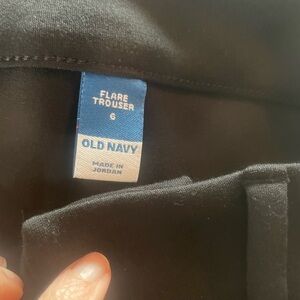 FLARE
TROUSER
6
OLD NAVY
MADE IN
JORDAN